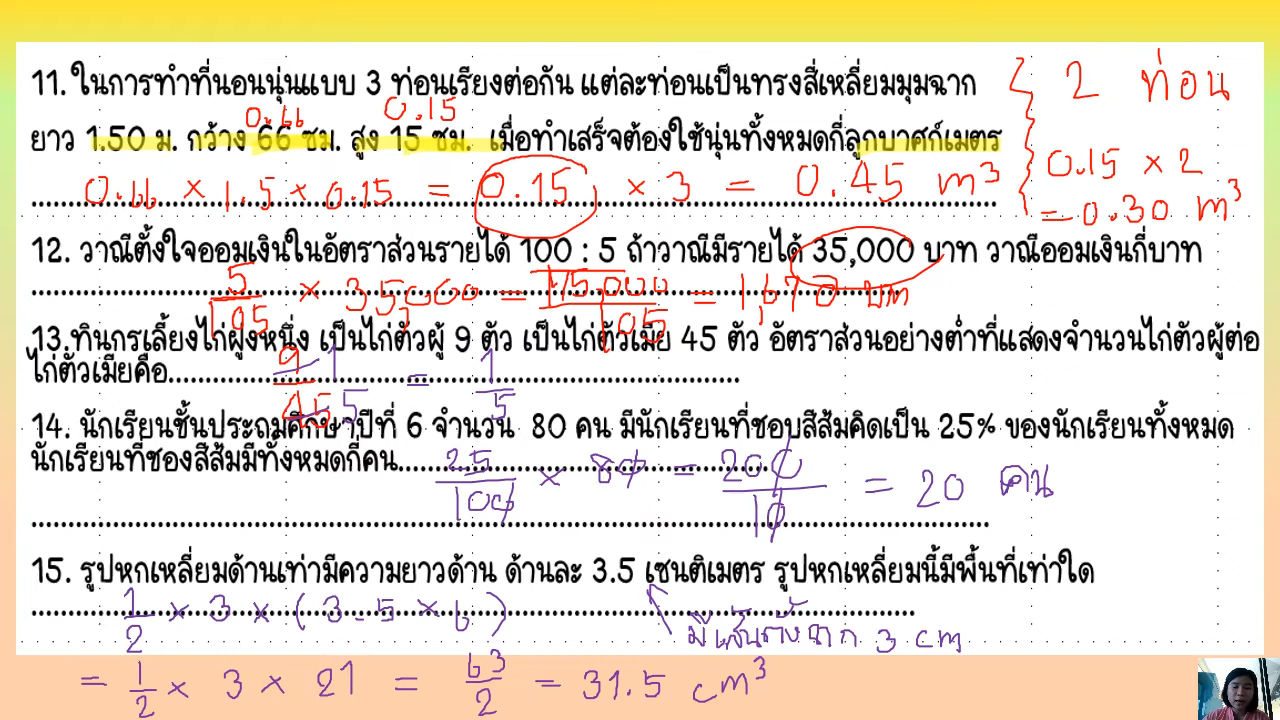 11. ในการทำที่นอนนุ่นแบบ 3 ท่อนเรียงต่อกัน แต่ละท่อนเป็นทรงสี่เหลี่ยมมุมฉาก
2 ท่อน
0.66 0.15
ยาว 1.50 ม. กว้าง 66 ซม. สูง 15 ซม. เมื่อทำเสร็จต้องใช้นุ่นทั้งหมดกี่ลูกบาศก์เมตร
0.15 × 2
0.66 × 1.5 × 0.15 = 0.15 × 3 = 0.45 m³
= 0.30 m³
12. วาณีตั้งใจออมเงินในอัตราส่วนรายได้ 100 : 5 ถ้าวาณีมีรายได้ 35,000 บาท วาณีออมเงินกี่บาท
5/105 × 35,000 = 175,000/105 = 1,670 บาท
13.ทินกรเลี้ยงไก่ฝูงหนึ่ง เป็นไก่ตัวผู้ 9 ตัว เป็นไก่ตัวเมีย 45 ตัว อัตราส่วนอย่างต่ำที่แสดงจำนวนไก่ตัวผู้ต่อ
ไก่ตัวเมียคือ..........
9/45 1/5 = 1/5
14. นักเรียนชั้นประถมศึกษาปีที่ 6 จำนวน 80 คน มีนักเรียนที่ชอบสีส้มคิดเป็น 25% ของนักเรียนทั้งหมด
นักเรียนที่ชองสีส้มมีทั้งหมดกี่คน..........
25/100 × 80 = 200/10 = 20 คน
15. รูปหกเหลี่ยมด้านเท่ามีความยาวด้าน ด้านละ 3.5 เซนติเมตร รูปหกเหลี่ยมนี้มีพื้นที่เท่าใด
1/2 × 3 × (3.5 × 6)
มีเส้นตั้งฉาก 3 cm
= 1/2 × 3 × 21 = 63/2 = 31.5 cm³